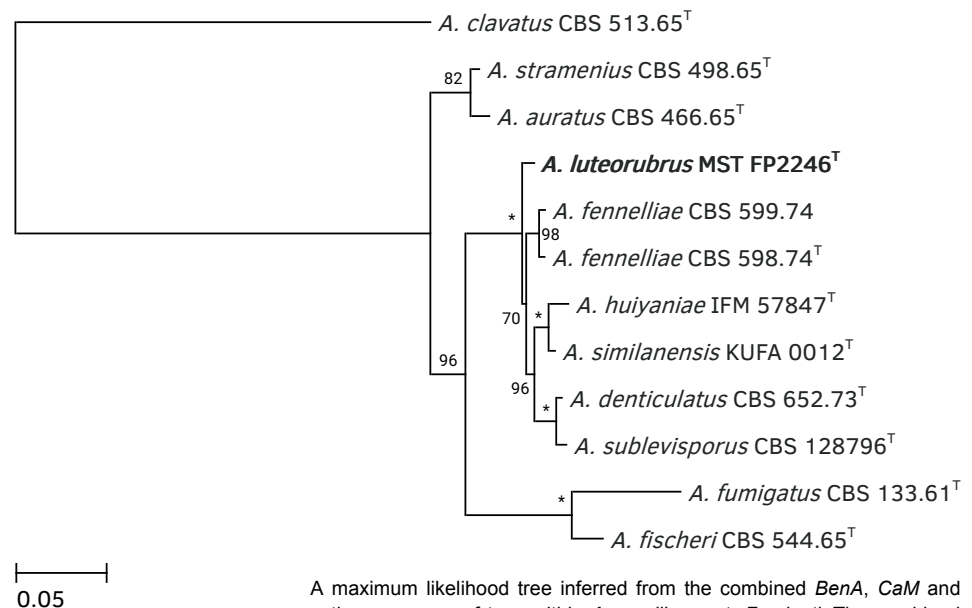 A. clavatus CBS 513.65T
82
A. stramenius CBS 498.65T
A. auratus CBS 466.65T
A. luteorubrus MST FP2246T
*
A. fennelliae CBS 599.74
98
A. fennelliae CBS 598.74T
A. huiyaniae IFM 57847T
70
*
A. similanensis KUFA 0012T
96
96
A. denticulatus CBS 652.73T
*
A. sublevisporus CBS 128796T
A. fumigatus CBS 133.61T
*
A. fischeri CBS 544.65T
0.05
A maximum likelihood tree inferred from the combined BenA, CaM and